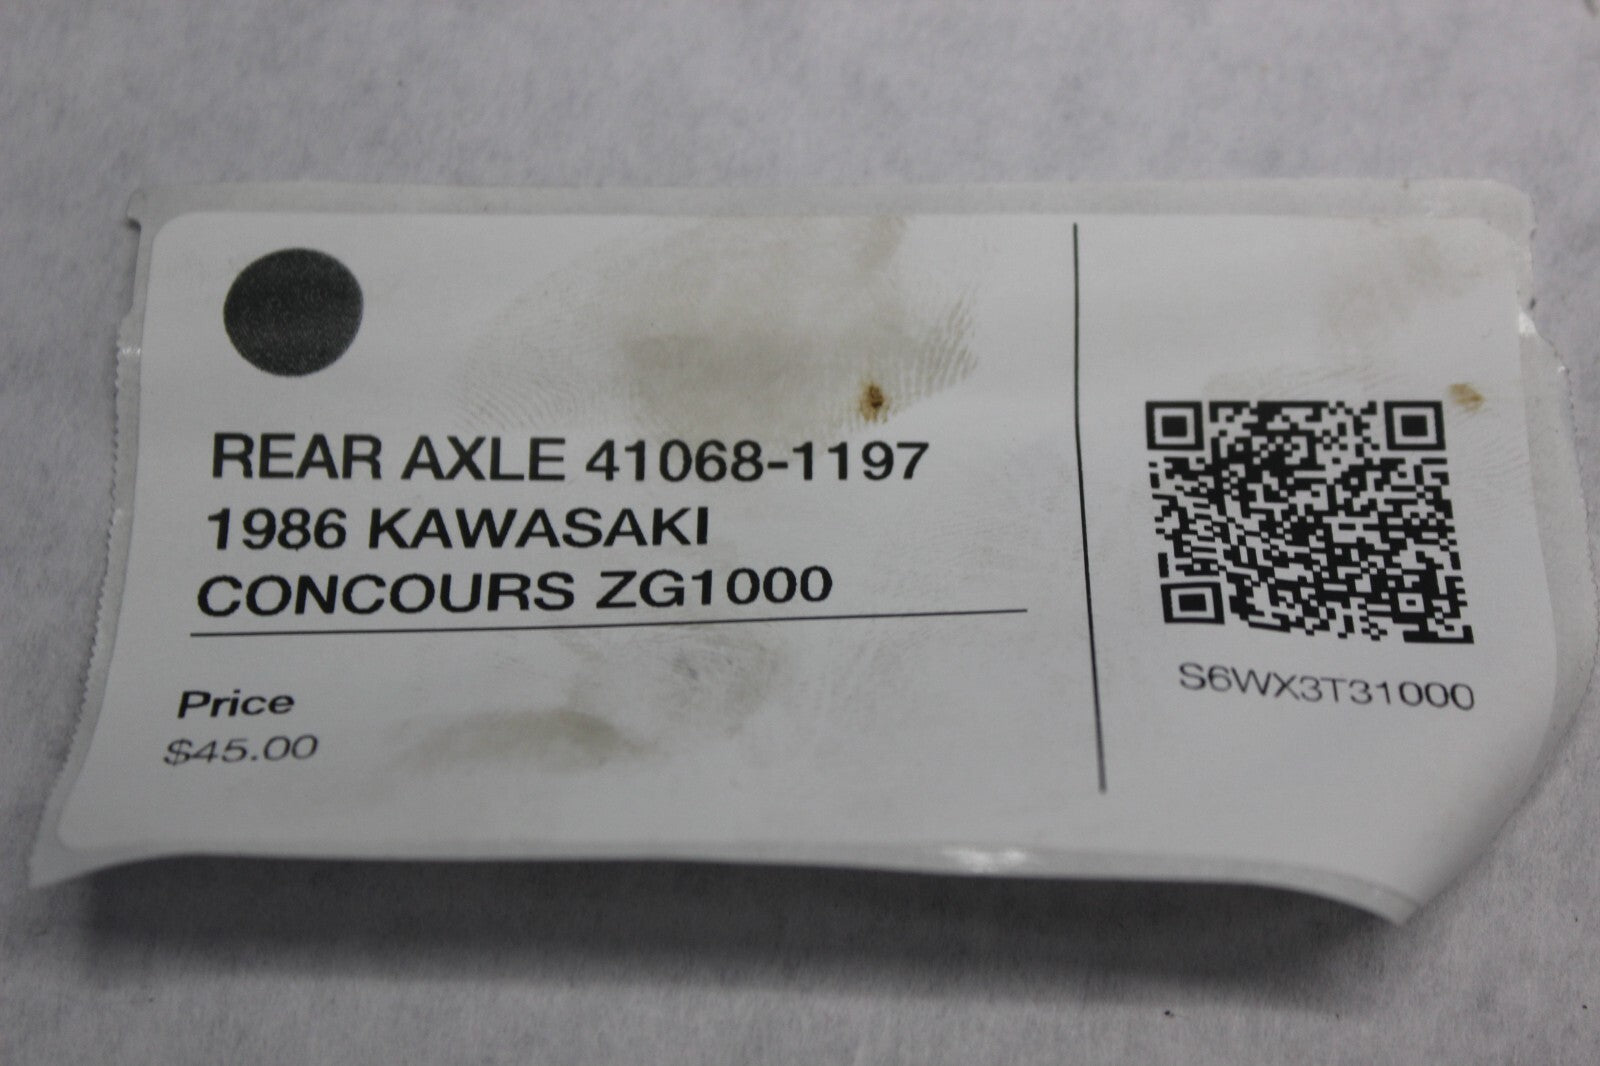 REAR AXLE 41068-1197
1986 KAWASAKI
CONCOURS ZG1000
Price
$45.00
S6WX3T31000